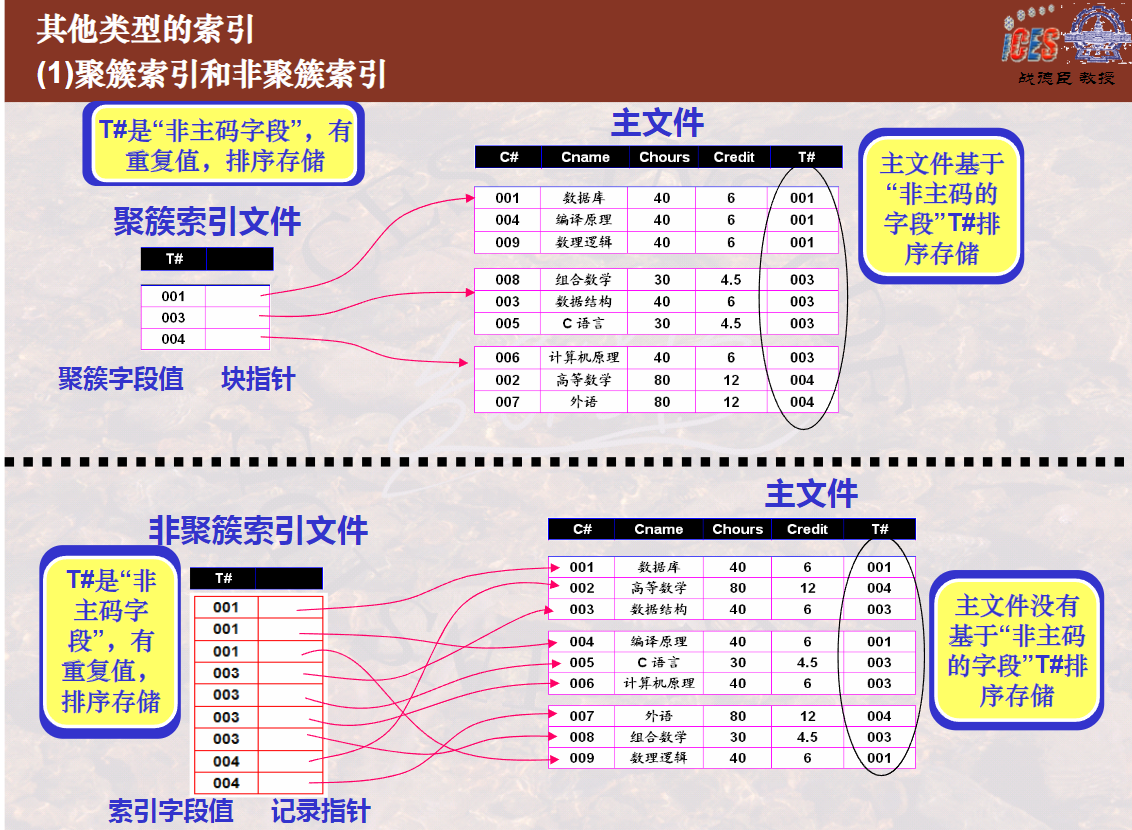 其他类型的索引
(1)聚簇索引和非聚簇索引
iCES
战德臣 教授
T#是“非主码字段”，有
重复值，排序存储
主文件
主文件基于
“非主码的
字段”T#排
序存储
聚簇索引文件
T#
001
003
004
聚簇字段值 块指针
C# Cname Chours Credit T#
001 数据库 40 6 001
004 编译原理 40 6 001
009 数理逻辑 40 6 001
008 组合数学 30 4.5 003
003 数据结构 40 6 003
005 C 语言 30 4.5 003
006 计算机原理 40 6 003
002 高等数学 80 12 004
007 外语 80 12 004
主文件
非聚簇索引文件
T#是“非
主码字
段”，有
重复值，
排序存储
T#
001
001
001
003
003
003
003
004
004
索引字段值 记录指针
C# Cname Chours Credit T#
001 数据库 40 6 001
002 高等数学 80 12 004
003 数据结构 40 6 003
004 编译原理 40 6 001
005 C 语言 30 4.5 003
006 计算机原理 40 6 003
007 外语 80 12 004
008 组合数学 30 4.5 003
009 数理逻辑 40 6 001
主文件没有
基于“非主码
的字段”T#排
序存储